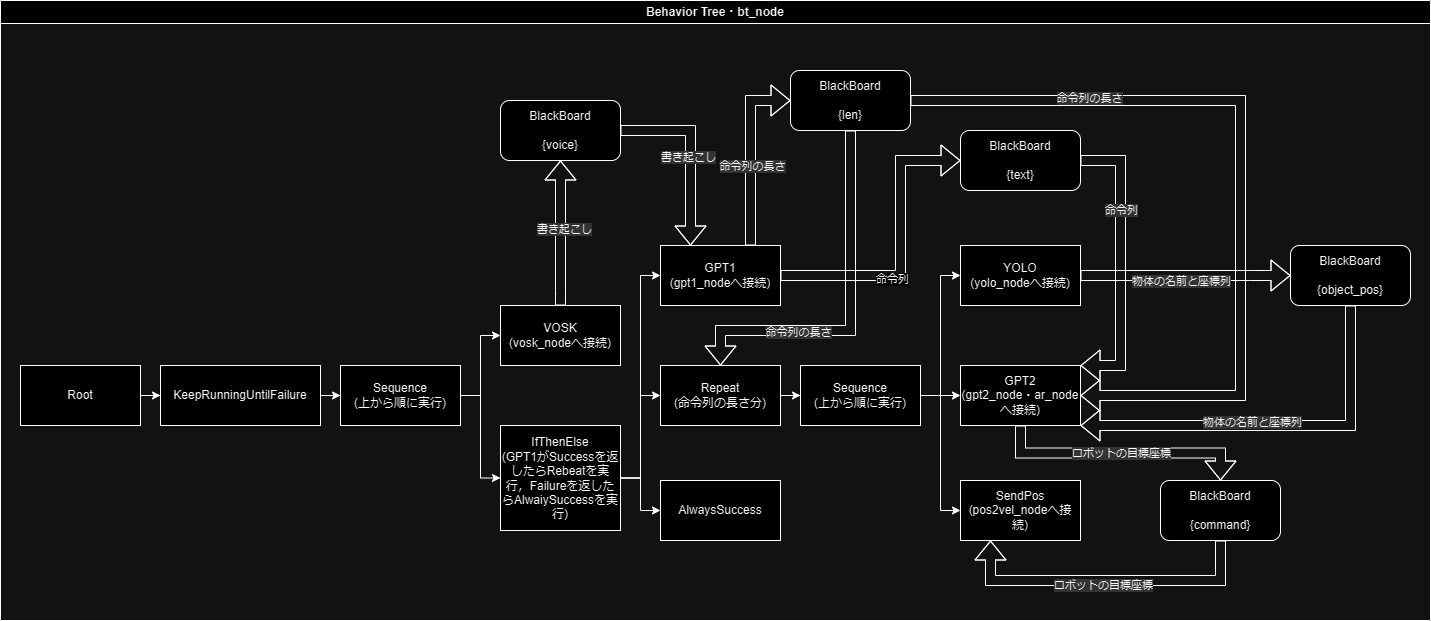 Behavior Tree・bt_node
BlackBoard
{len}
命令列の長さ
BlackBoard
{voice}
書き起こし
命令列の長さ
BlackBoard
{text}
命令列
書き起こし
GPT1
(gpt1_nodeへ接続)
命令列
YOLO
(yolo_nodeへ接続)
物体の名前と座標列
BlackBoard
{object_pos}
VOSK
(vosk_nodeへ接続)
命令列の長さ
Root
KeepRunningUntilFailure
Sequence
(上から順に実行)
Repeat
(命令列の長さ分)
Sequence
(上から順に実行)
GPT2
(gpt2_node・ar_node
へ接続)
物体の名前と座標列
IfThenElse
(GPT1がSuccessを返
したらRebeatを実
行，Failureを返した
らAlwaiySuccessを実
行)
ロボットの目標座標
AlwaysSuccess
SendPos
(pos2vel_nodeへ接
続)
BlackBoard
{command}
ロボットの目標座標